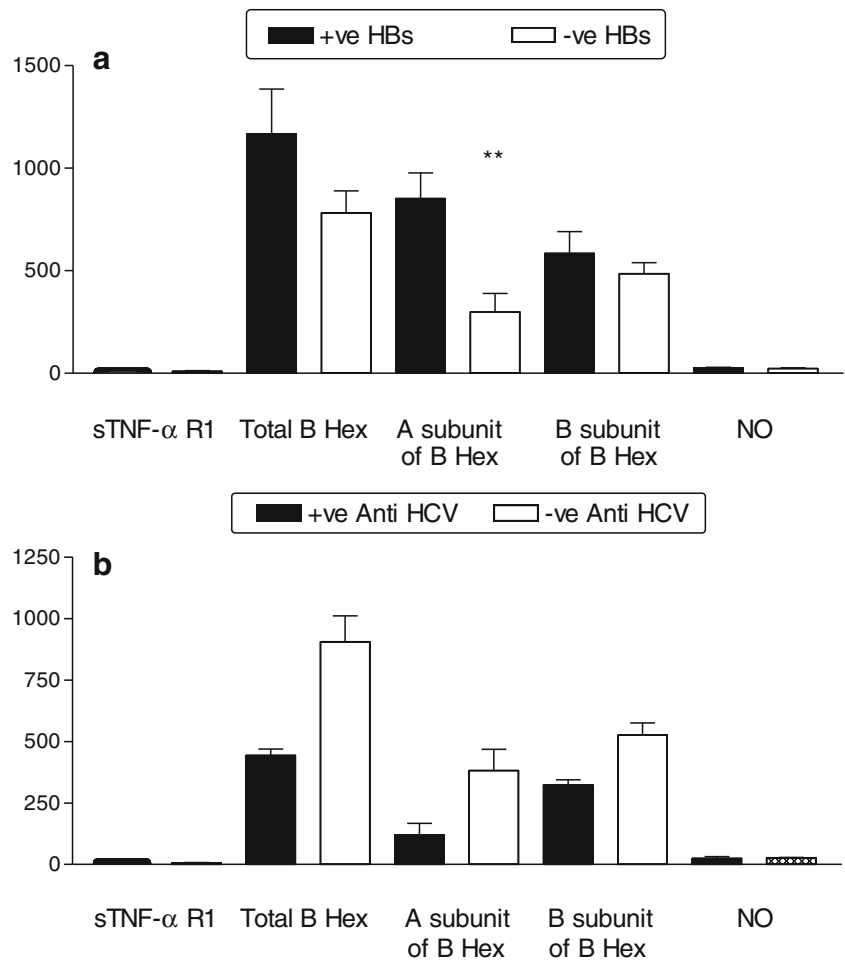 +ve HBs -ve HBs
a
1500
1000
500
0
**
sTNF-α R1 Total B Hex A subunit of B Hex B subunit of B Hex NO
+ve Anti HCV -ve Anti HCV
b
1250
1000
750
500
250
0
sTNF-α R1 Total B Hex A subunit of B Hex B subunit of B Hex NO